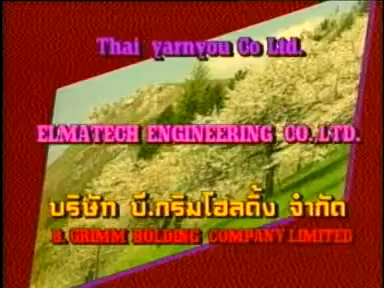 Thai yarnyou Co Ltd.
ELMATECH ENGINEERING CO.,LTD.
บริษัท บี.กริมโฮลดิ้ง จำกัด
B. GRIMM HOLDING COMPANY LIMITED